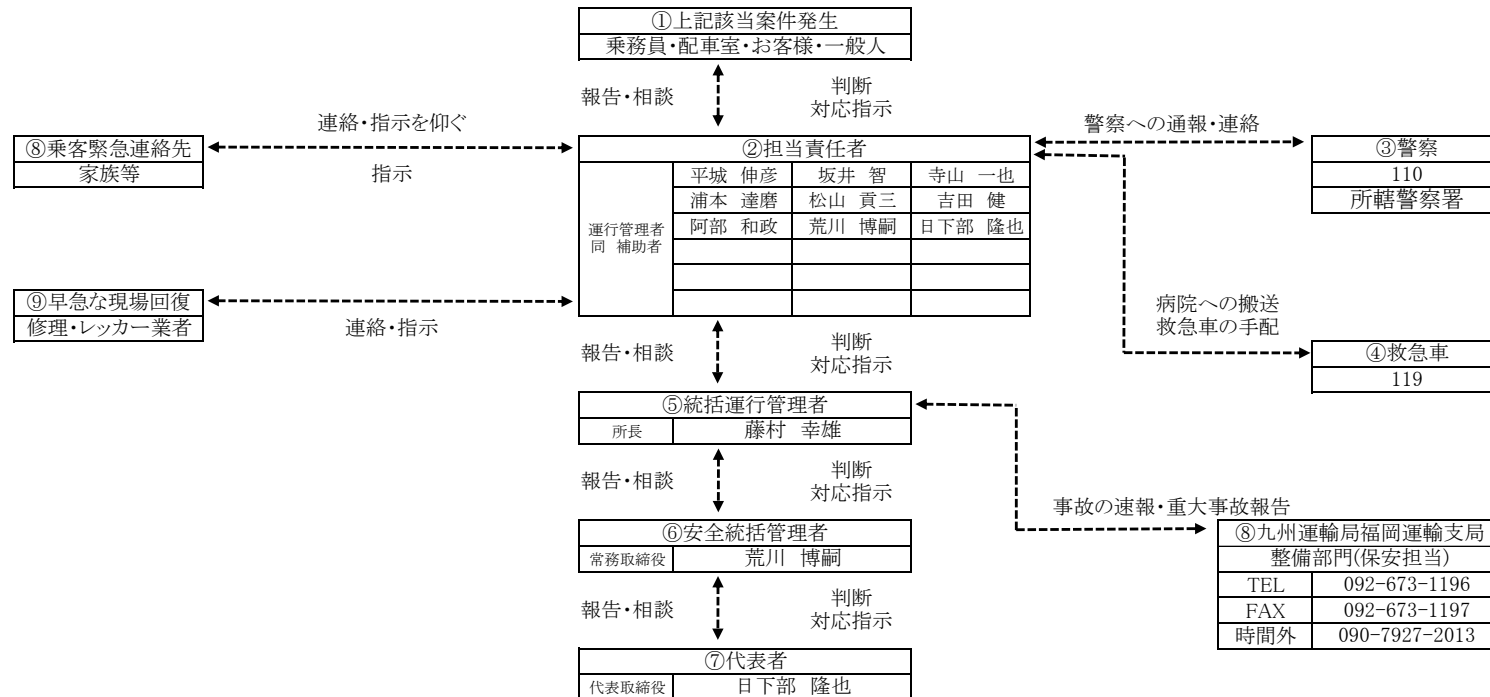 ①上記該当案件発生
乗務員・配車室・お客様・一般人
報告・相談
判断
対応指示
連絡・指示を仰ぐ
指示
⑧乗客緊急連絡先
家族等
②担当責任者
運行管理者
同 補助者
平城 伸彦 坂井 智 寺山 一也
浦本 達磨 松山 貢三 吉田 健
阿部 和政 荒川 博嗣 日下部 隆也
警察への通報・連絡
③警察
110
所轄警察署
⑨早急な現場回復
修理・レッカー業者
連絡・指示
病院への搬送
救急車の手配
④救急車
119
報告・相談
判断
対応指示
⑤統括運行管理者
所長 藤村 幸雄
報告・相談
判断
対応指示
事故の速報・重大事故報告
⑧九州運輸局福岡運輸支局
整備部門(保安担当)
TEL 092-673-1196
FAX 092-673-1197
時間外 090-7927-2013
⑥安全統括管理者
常務取締役 荒川 博嗣
報告・相談
判断
対応指示
⑦代表者
代表取締役 日下部 隆也